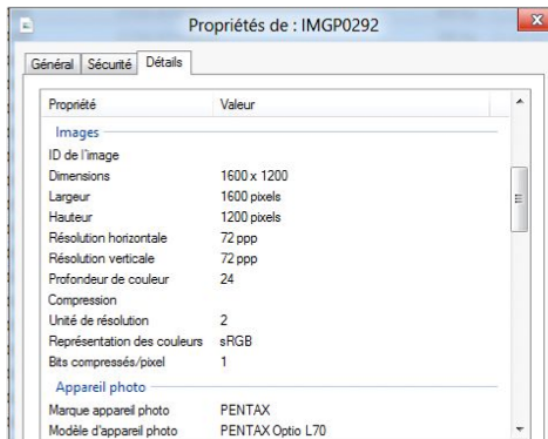 Propriétés de : IMGP0292
x
Général Sécurité Détails
Propriété Valeur
Images
ID de l'image
Dimensions 1600 x 1200
Largeur 1600 pixels
Hauteur 1200 pixels
Résolution horizontale 72 ppp
Résolution verticale 72 ppp
Profondeur de couleur 24
Compression
Unité de résolution 2
Représentation des couleurs sRGB
Bits compressés/pixel 1
Appareil photo
Marque appareil photo PENTAX
Modèle d'appareil photo PENTAX Optio L70